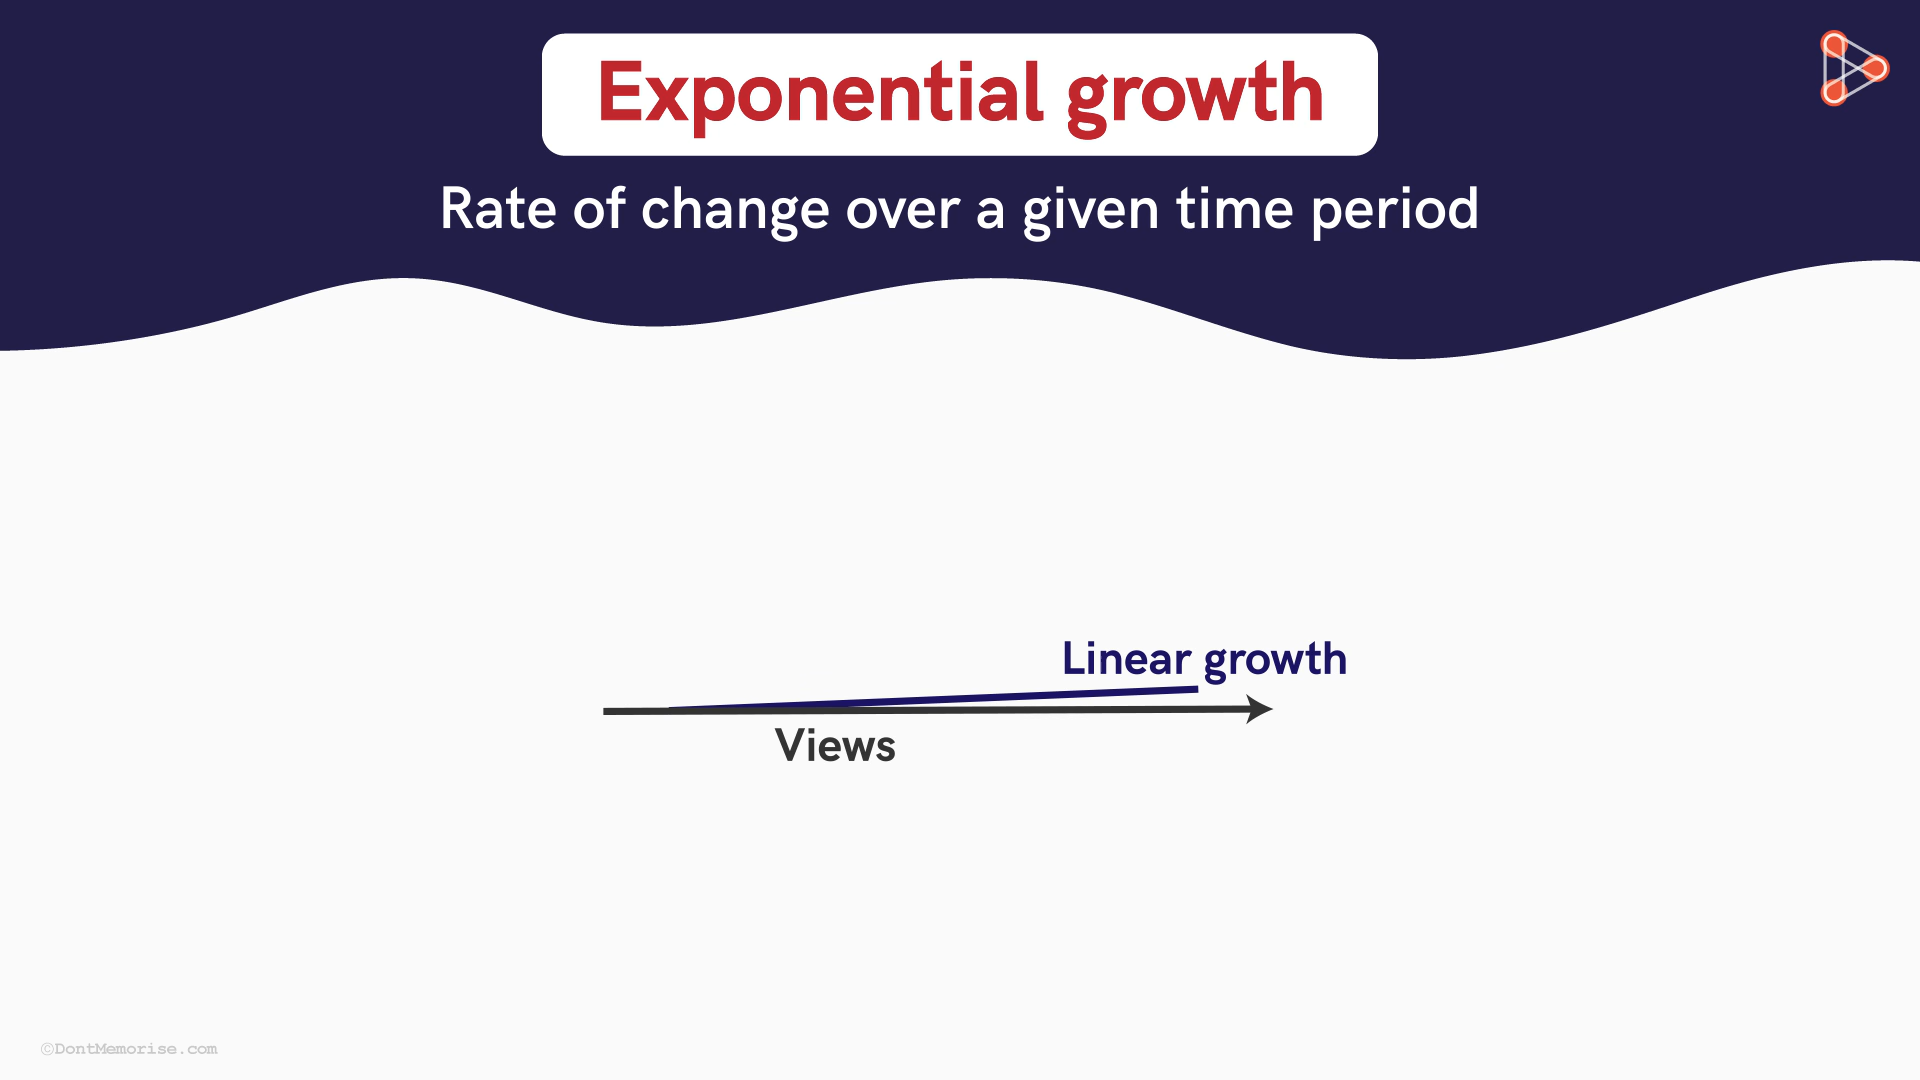 Exponential growth
Rate of change over a given time period
Linear growth
Views
©DontMemorise.com